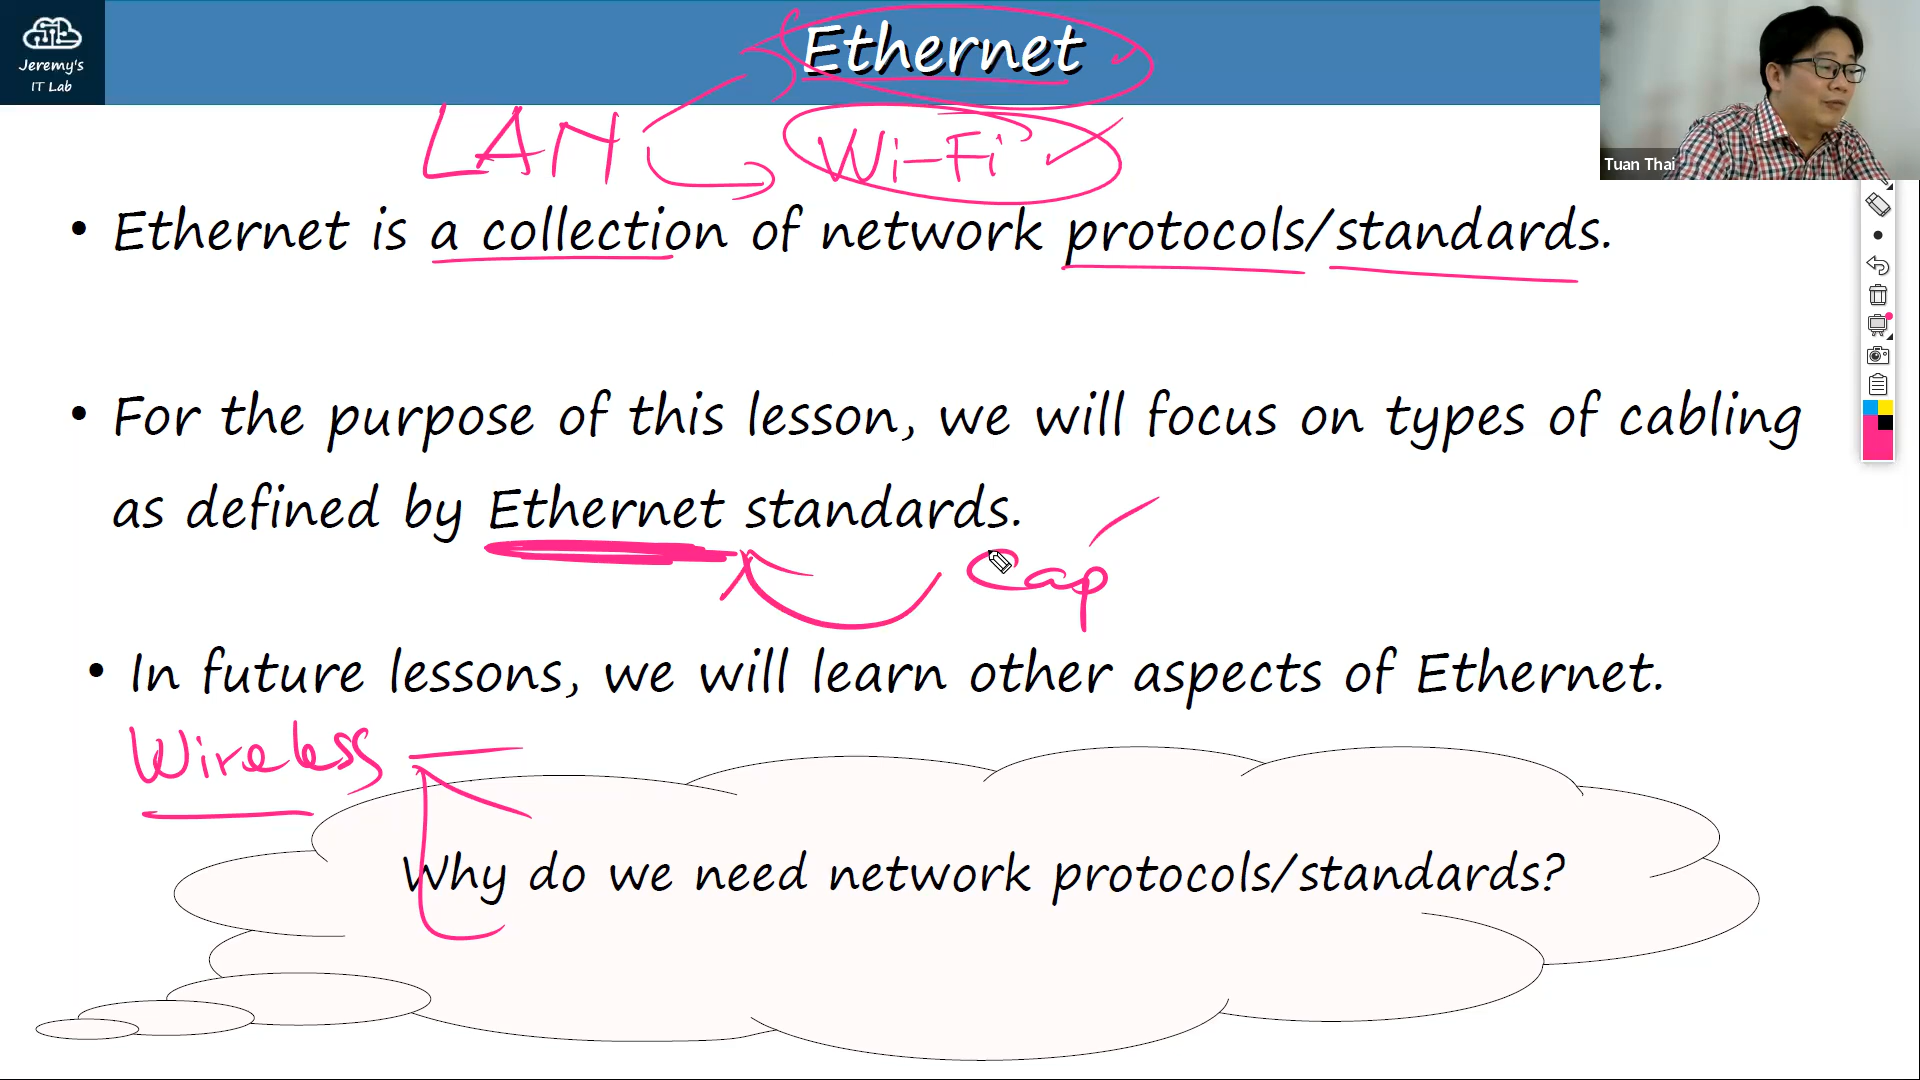 Jeremy's
IT Lab
Ethernet
LAN
Wi-Fi
Tuan Thai
• Ethernet is a collection of network protocols/standards.
• For the purpose of this lesson, we will focus on types of cabling
as defined by Ethernet standards.
Cáp
• In future lessons, we will learn other aspects of Ethernet.
Wireless
Why do we need network protocols/standards?